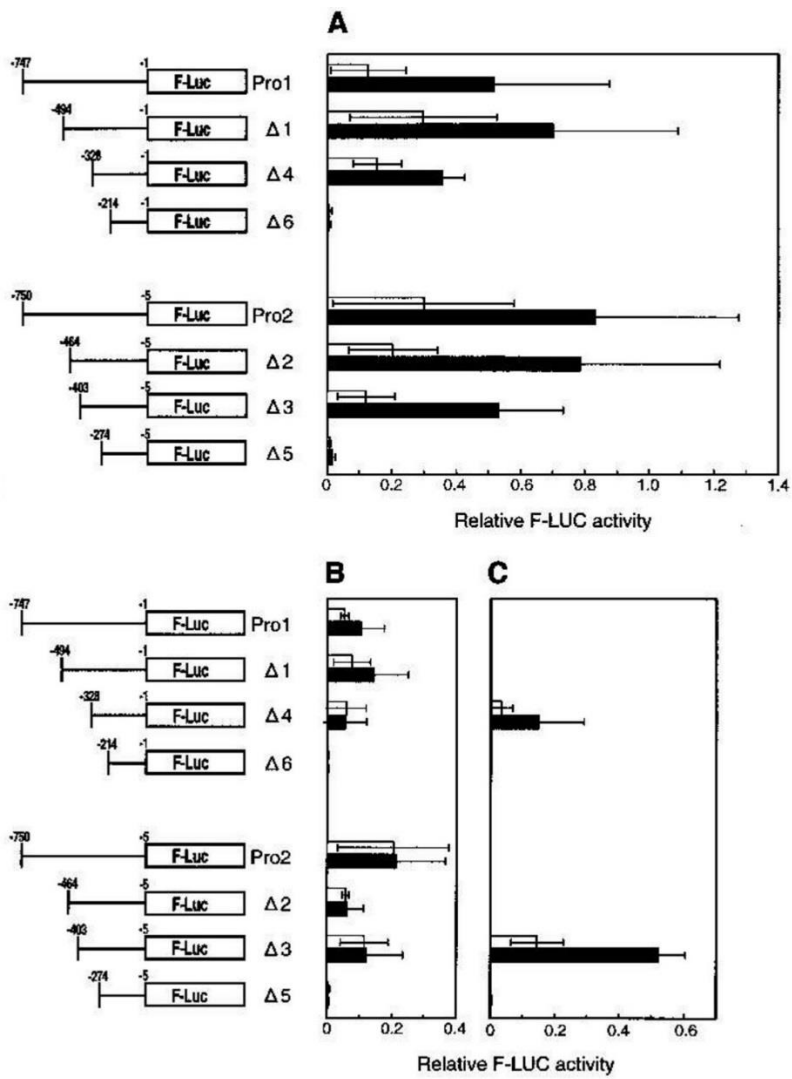 A
-747 -1 F-Luc Pro1
-494 -1 F-Luc Δ1
-328 -1 F-Luc Δ4
-214 -1 F-Luc Δ6
-750 -5 F-Luc Pro2
-464 -5 F-Luc Δ2
-403 -5 F-Luc Δ3
-274 -5 F-Luc Δ5
0 0.2 0.4 0.6 0.8 1.0 1.2 1.4
Relative F-LUC activity
B C
-747 -1 F-Luc Pro1
-494 -1 F-Luc Δ1
-328 -1 F-Luc Δ4
-214 -1 F-Luc Δ6
-750 -5 F-Luc Pro2
-464 -5 F-Luc Δ2
-403 -5 F-Luc Δ3
-274 -5 F-Luc Δ5
0 0.2 0.4 0 0.2 0.4 0.6
Relative F-LUC activity